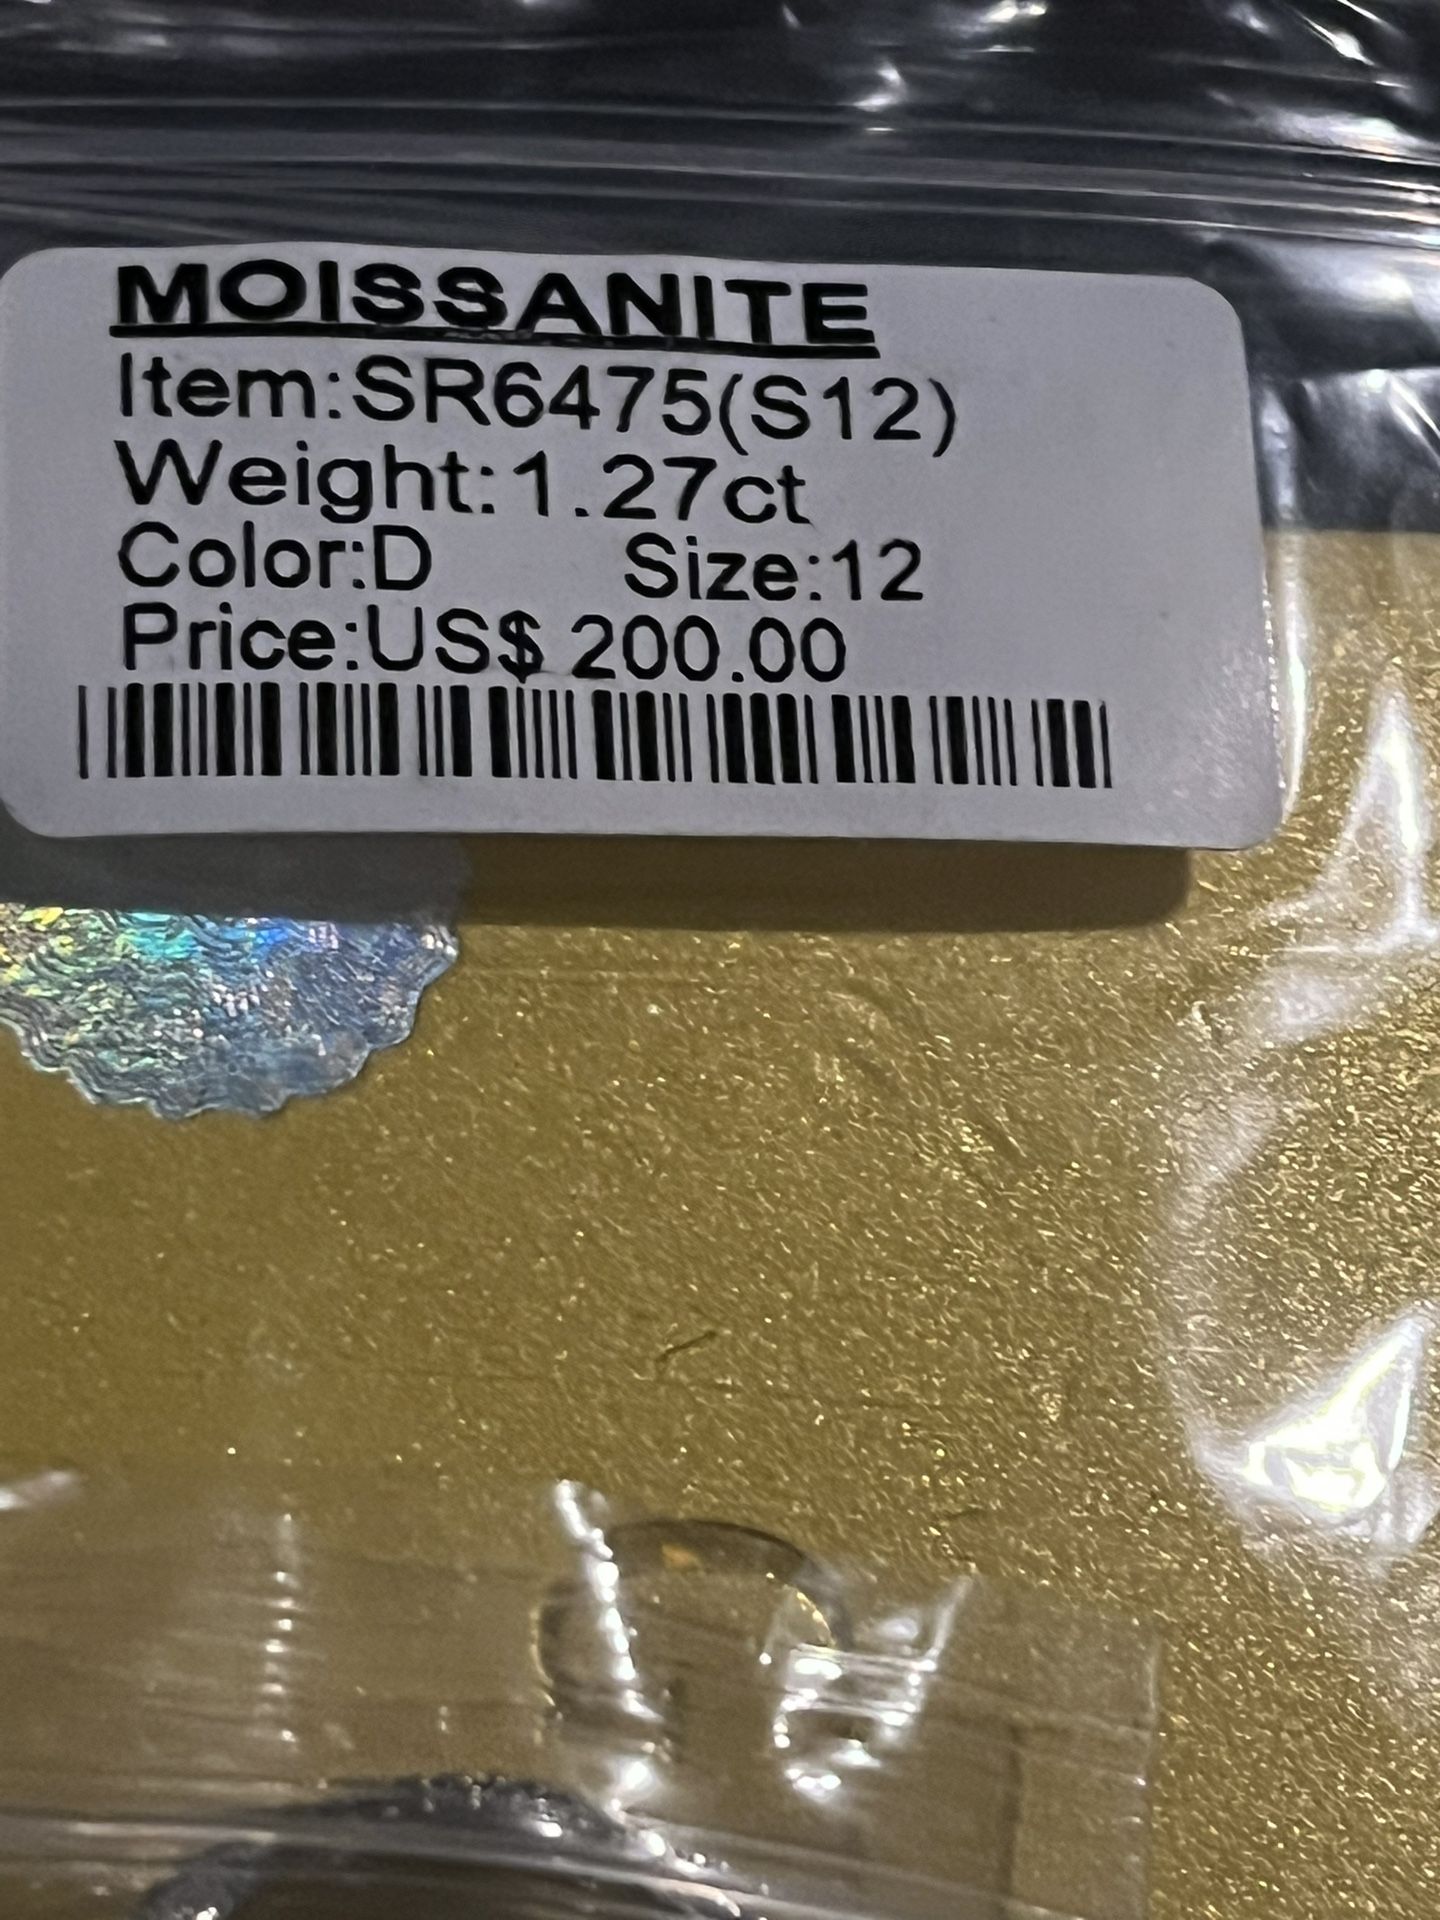 MOISSANITE
Item:SR6475(S12)
Weight:1.27ct
Color:D Size:12
Price:US$ 200.00